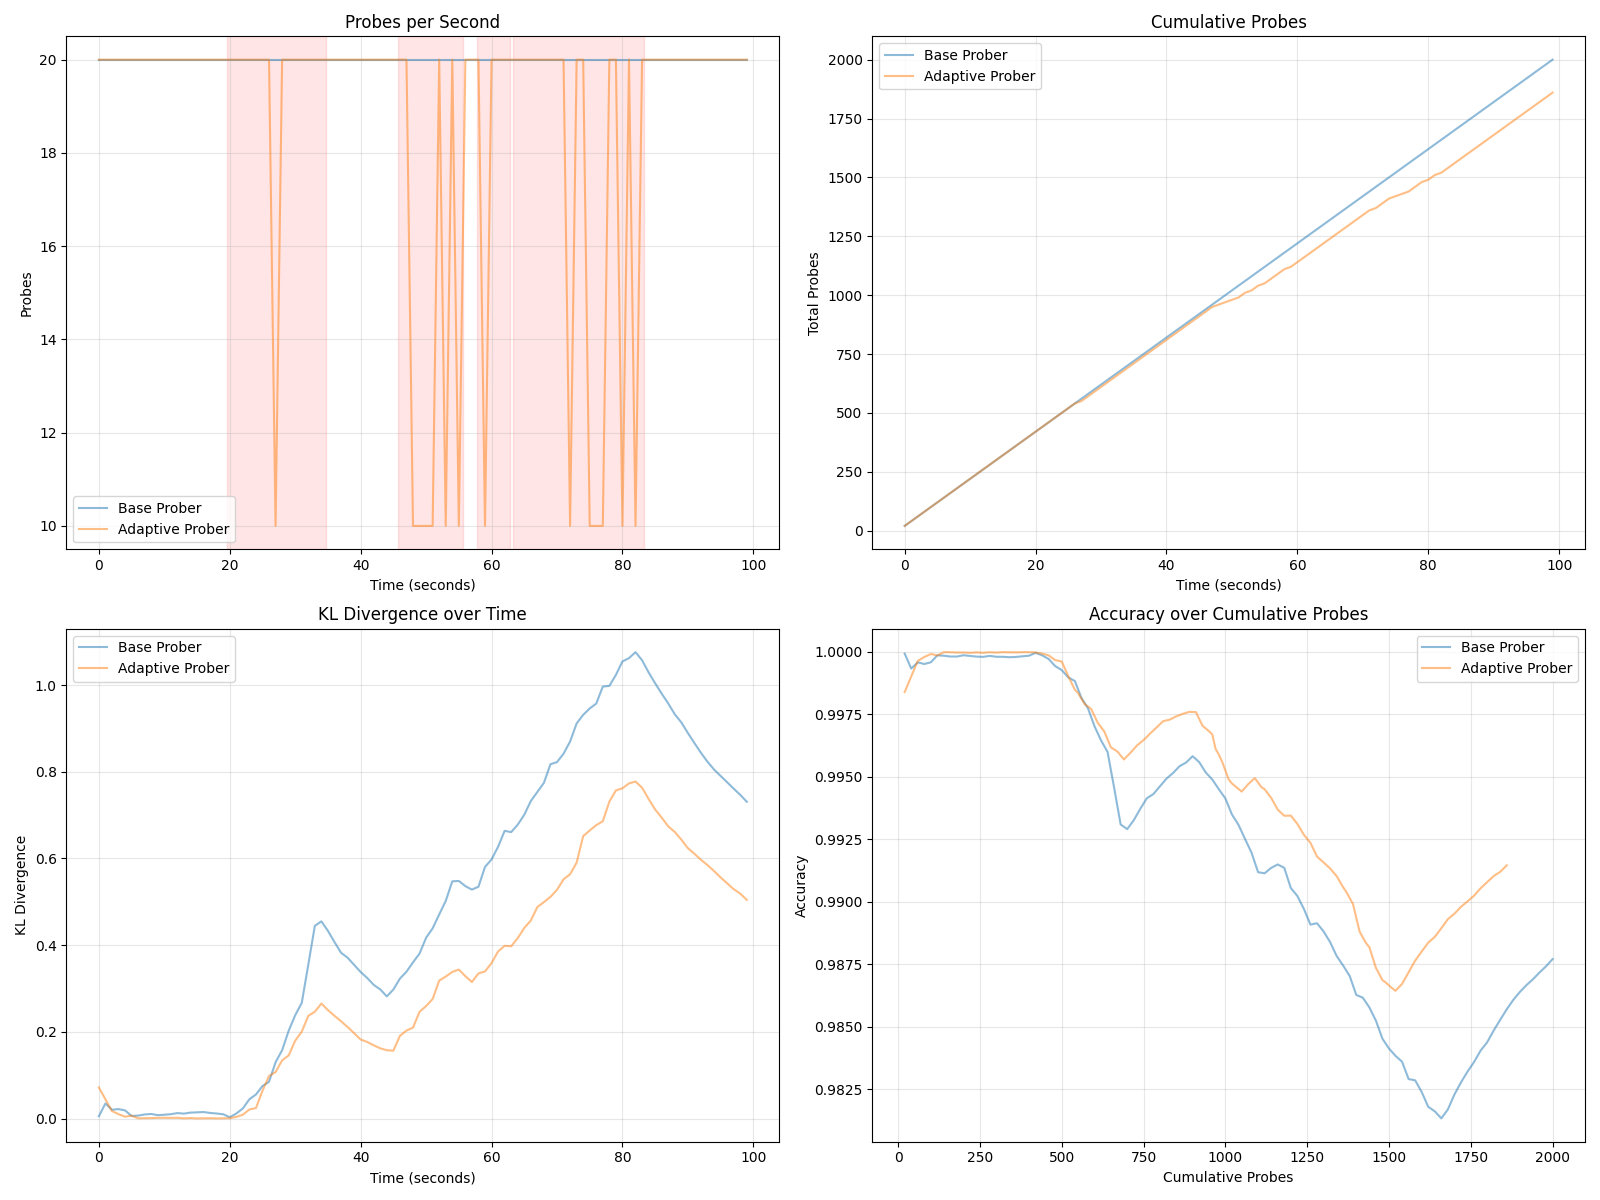 Probes per Second
Probes
20
18
16
14
12
10
Base Prober
Adaptive Prober
0
20
40
60
80
100
Time (seconds)
Cumulative Probes
Total Probes
2000
1750
1500
1250
1000
750
500
250
0
Base Prober
Adaptive Prober
0
20
40
60
80
100
Time (seconds)
KL Divergence over Time
KL Divergence
1.0
0.8
0.6
0.4
0.2
0.0
Base Prober
Adaptive Prober
0
20
40
60
80
100
Time (seconds)
Accuracy over Cumulative Probes
Accuracy
1.0000
0.9975
0.9950
0.9925
0.9900
0.9875
0.9850
0.9825
Base Prober
Adaptive Prober
0
250
500
750
1000
1250
1500
1750
2000
Cumulative Probes